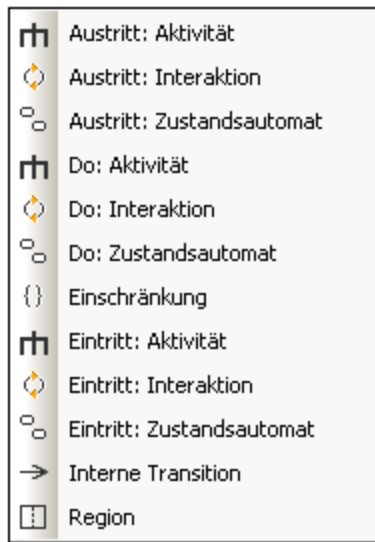 Austritt: Aktivität
Austritt: Interaktion
Austritt: Zustandsautomat
Do: Aktivität
Do: Interaktion
Do: Zustandsautomat
{} Einschränkung
Eintritt: Aktivität
Eintritt: Interaktion
Eintritt: Zustandsautomat
Interne Transition
Region